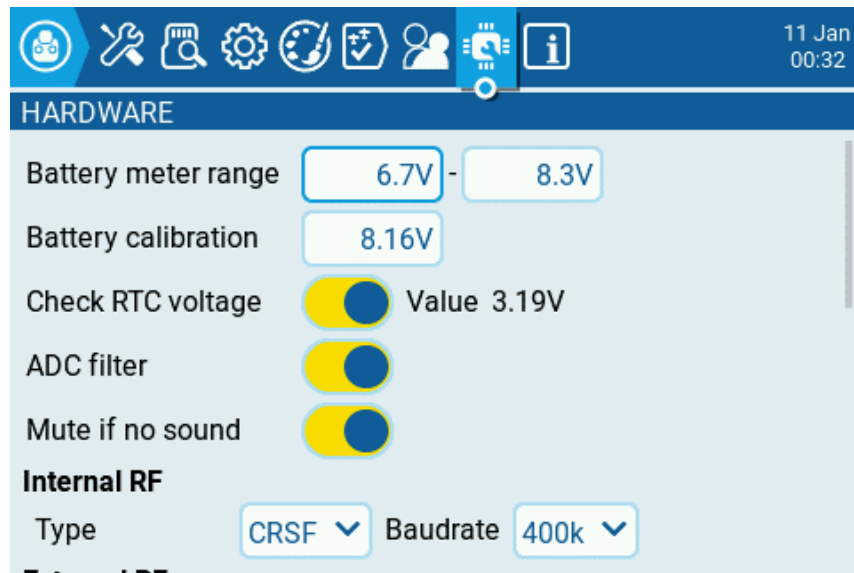 11 Jan
00:32
HARDWARE
Battery meter range 6.7V - 8.3V
Battery calibration 8.16V
Check RTC voltage Value 3.19V
ADC filter
Mute if no sound
Internal RF
Type CRSF Baudrate 400k